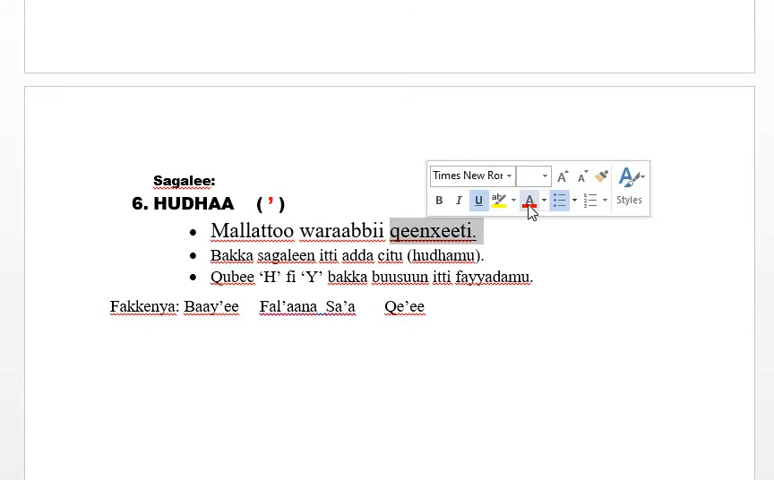 Sagalee:
6. HUDHAA ( ’ )
Times New Ror
Styles
• Mallattoo waraabbii qeenxeeti.
• Bakka sagaleen itti adda citu (hudhamu).
• Qubee ‘H’ fi ‘Y’ bakka buusuun itti fayyadamu.
Fakkenya: Baay’ee Fal’aana Sa’a Qe’ee